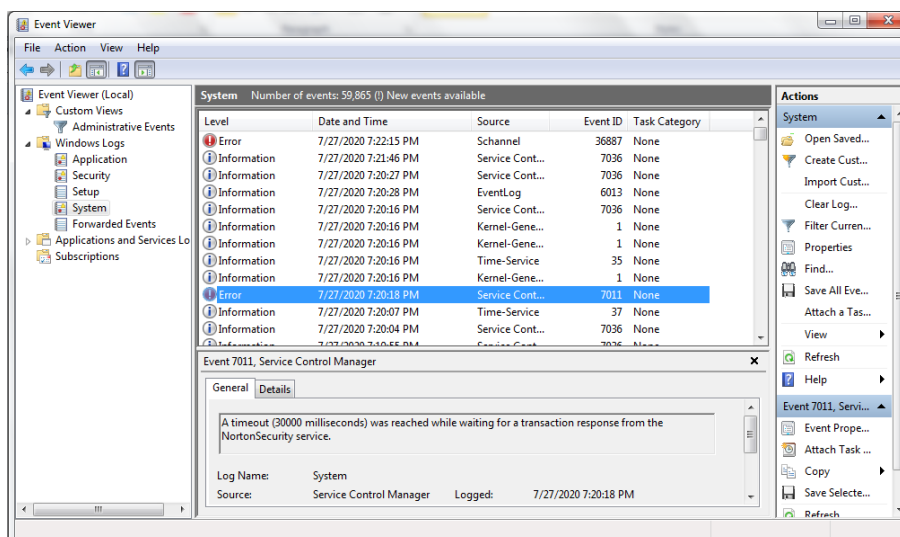 Event Viewer
File Action View Help
Event Viewer (Local)
Custom Views
Administrative Events
Windows Logs
Application
Security
Setup
System
Forwarded Events
Applications and Services Lo
Subscriptions
System Number of events: 59,865 (!) New events available
Level Date and Time Source Event ID Task Category
Error 7/27/2020 7:22:15 PM Schannel 36887 None
Information 7/27/2020 7:21:46 PM Service Cont... 7036 None
Information 7/27/2020 7:20:27 PM Service Cont... 7036 None
Information 7/27/2020 7:20:28 PM EventLog 6013 None
Information 7/27/2020 7:20:16 PM Service Cont... 7036 None
Information 7/27/2020 7:20:16 PM Kernel-Gene... 1 None
Information 7/27/2020 7:20:16 PM Kernel-Gene... 1 None
Information 7/27/2020 7:20:16 PM Time-Service 35 None
Information 7/27/2020 7:20:16 PM Kernel-Gene... 1 None
Error 7/27/2020 7:20:18 PM Service Cont... 7011 None
Information 7/27/2020 7:20:07 PM Time-Service 37 None
Information 7/27/2020 7:20:04 PM Service Cont... 7036 None
Event 7011, Service Control Manager
General Details
A timeout (30000 milliseconds) was reached while waiting for a transaction response from the
NortonSecurity service.
Log Name: System
Source: Service Control Manager Logged: 7/27/2020 7:20:18 PM
Actions
System
Open Saved...
Create Cust...
Import Cust...
Clear Log...
Filter Curren...
Properties
Find...
Save All Eve...
Attach a Tas...
View
Refresh
Help
Event 7011, Servi...
Event Prope...
Attach Task ...
Copy
Save Selecte...
Refresh